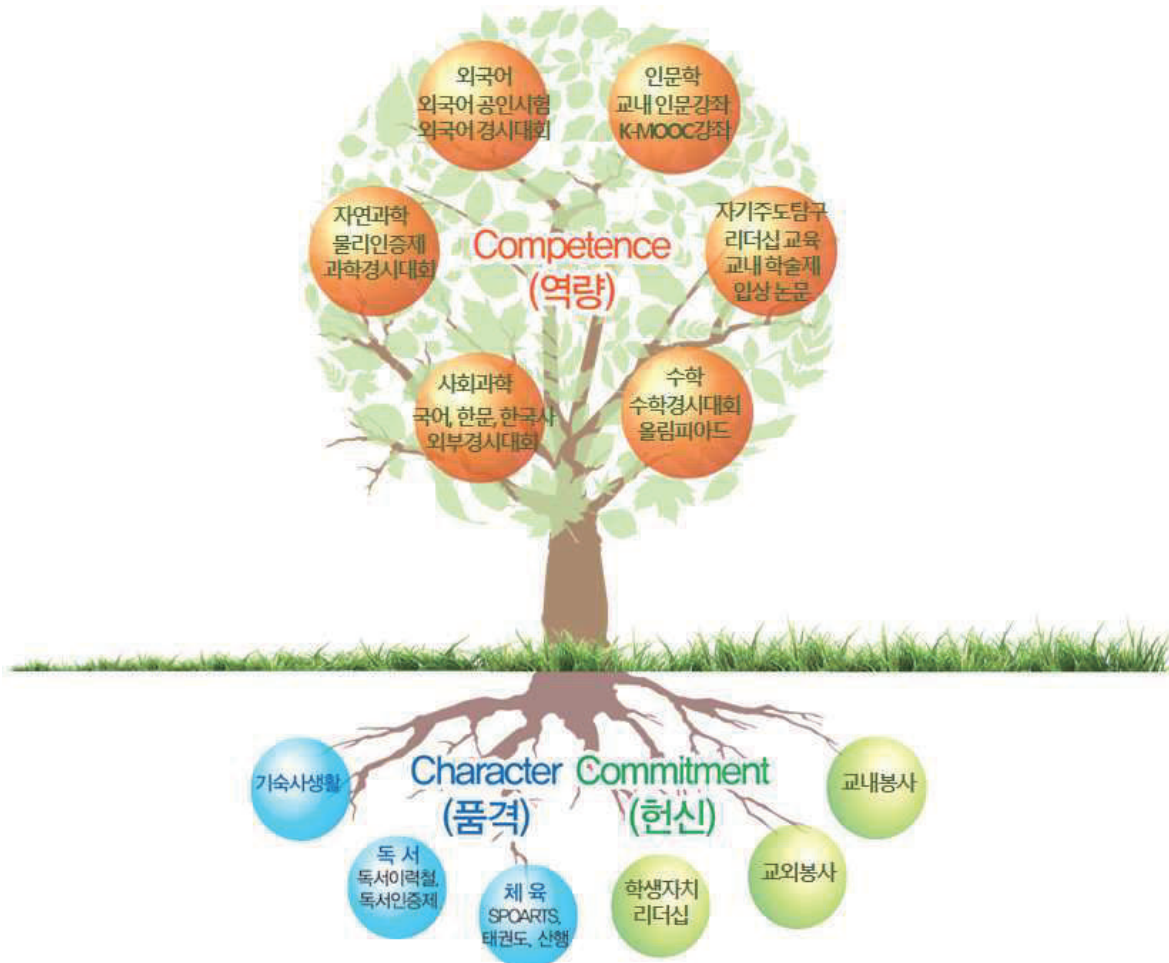 외국어
외국어 공인시험
외국어 경시대회
인문학
교내 인문강좌
K-MOOC강좌
자연과학
물리인증제
과학경시대회
Competence
(역량)
자기주도탐구
리더십 교육
교내 학술제
입상 논문
사회과학
국어, 한문, 한국사
외부경시대회
수학
수학경시대회
올림피아드
기숙사생활
Character
(품격)
Commitment
(헌신)
교내봉사
독 서
독서이력철,
독서인증제
체 육
SPOARTS,
태권도, 산행
학생자치
리더십
교외봉사